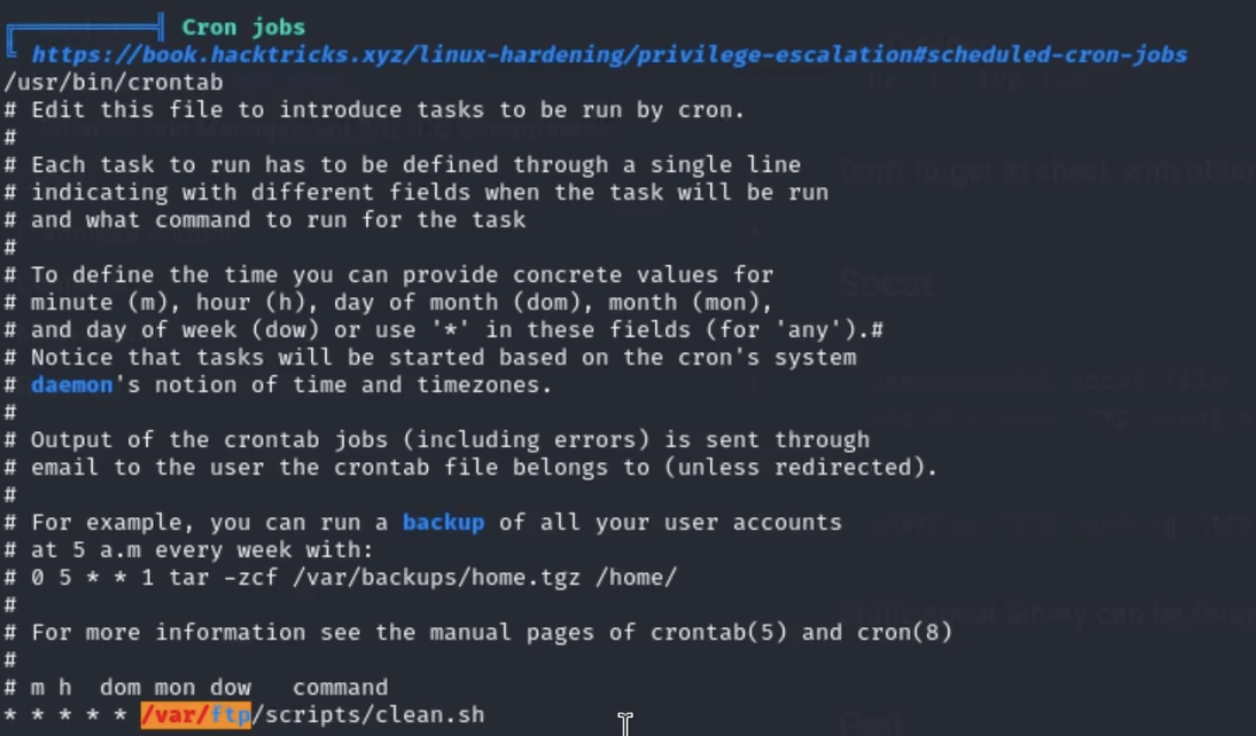 Cron jobs
https://book.hacktricks.xyz/linux-hardening/privilege-escalation#scheduled-cron-jobs
/usr/bin/crontab
# Edit this file to introduce tasks to be run by cron.
#
# Each task to run has to be defined through a single line
# indicating with different fields when the task will be run
# and what command to run for the task
#
# To define the time you can provide concrete values for
# minute (m), hour (h), day of month (dom), month (mon),
# and day of week (dow) or use '*' in these fields (for 'any').#
# Notice that tasks will be started based on the cron's system
# daemon's notion of time and timezones.
#
# Output of the crontab jobs (including errors) is sent through
# email to the user the crontab file belongs to (unless redirected).
#
# For example, you can run a backup of all your user accounts
# at 5 a.m every week with:
# 0 5 * * 1 tar -zcf /var/backups/home.tgz /home/
#
# For more information see the manual pages of crontab(5) and cron(8)
#
# m h  dom mon dow   command
* * * * * /var/ftp/scripts/clean.sh